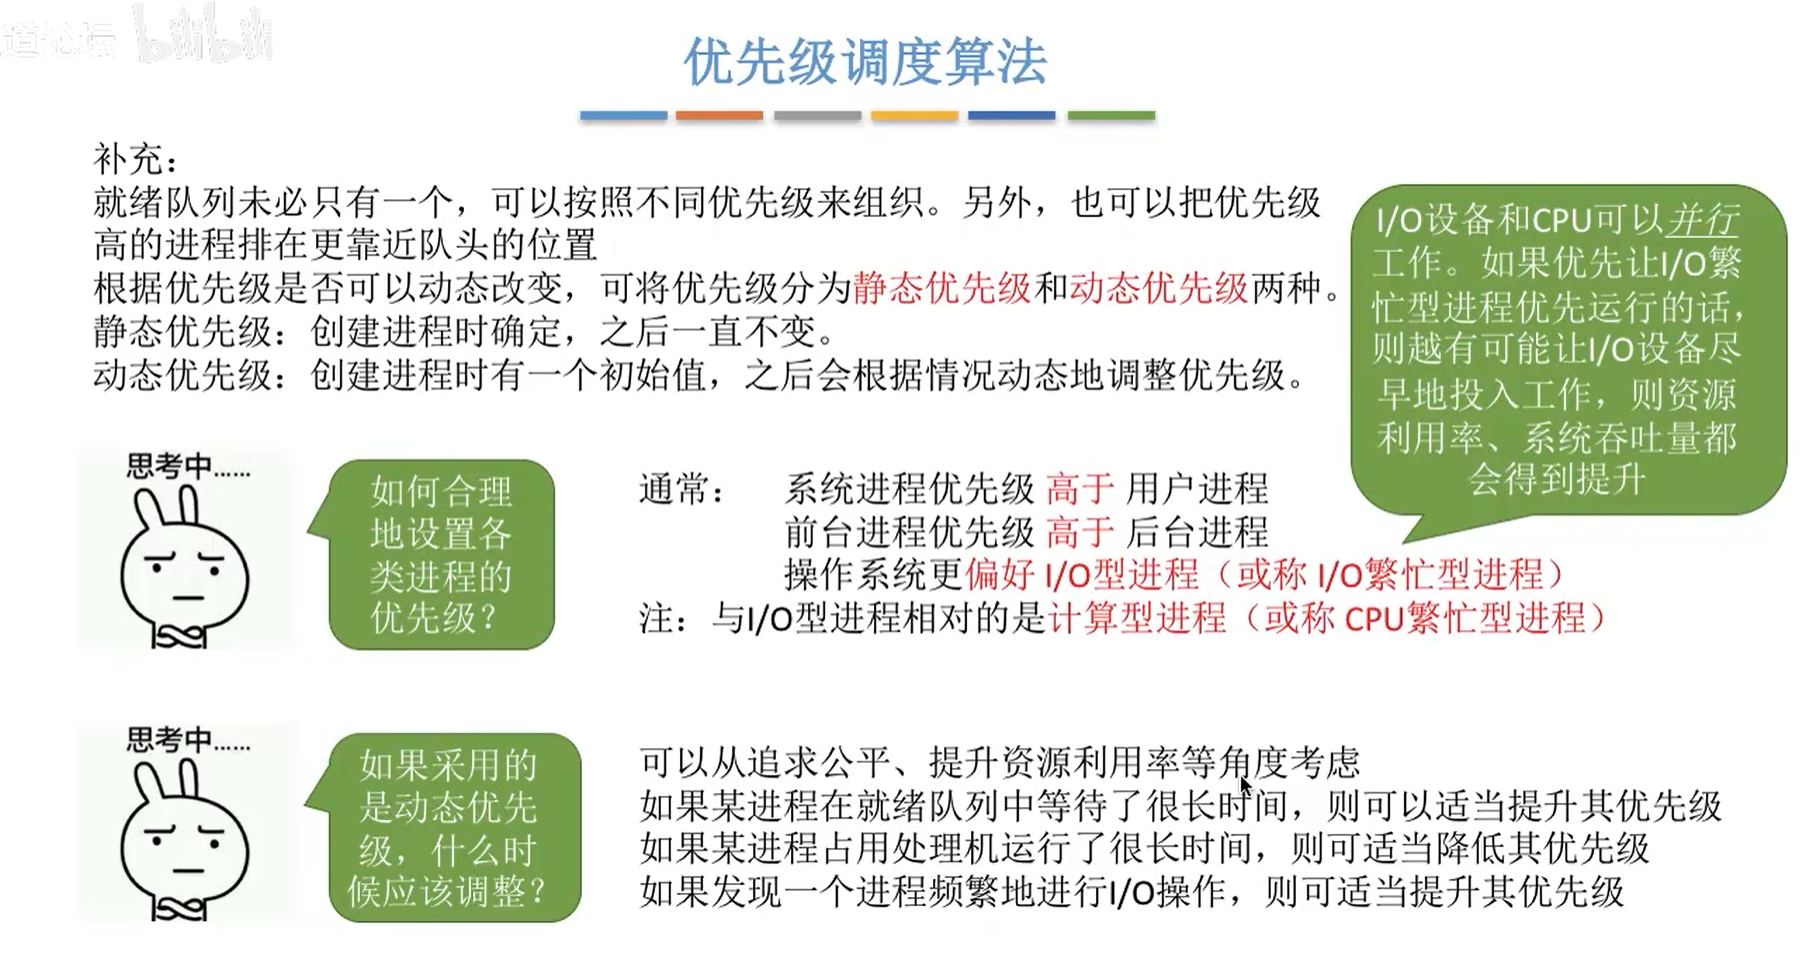 道论坛 bilibili
优先级调度算法
补充：
就绪队列未必只有一个，可以按照不同优先级来组织。另外，也可以把优先级
高的进程排在更靠近队头的位置
根据优先级是否可以动态改变，可将优先级分为静态优先级和动态优先级两种。
静态优先级：创建进程时确定，之后一直不变。
动态优先级：创建进程时有一个初始值，之后会根据情况动态地调整优先级。
I/O设备和CPU可以并行
工作。如果优先让I/O繁
忙型进程优先运行的话，
则越有可能让I/O设备尽
早地投入工作，则资源
利用率、系统吞吐量都
会得到提升
思考中......
如何合理
地设置各
类进程的
优先级？
通常： 系统进程优先级 高于 用户进程
前台进程优先级 高于 后台进程
操作系统更偏好 I/O型进程（或称 I/O繁忙型进程）
注：与I/O型进程相对的是计算型进程（或称 CPU繁忙型进程）
思考中......
如果采用的
是动态优先
级，什么时
候应该调整？
可以从追求公平、提升资源利用率等角度考虑
如果某进程在就绪队列中等待了很长时间，则可以适当提升其优先级
如果某进程占用处理机运行了很长时间，则可适当降低其优先级
如果发现一个进程频繁地进行I/O操作，则可适当提升其优先级